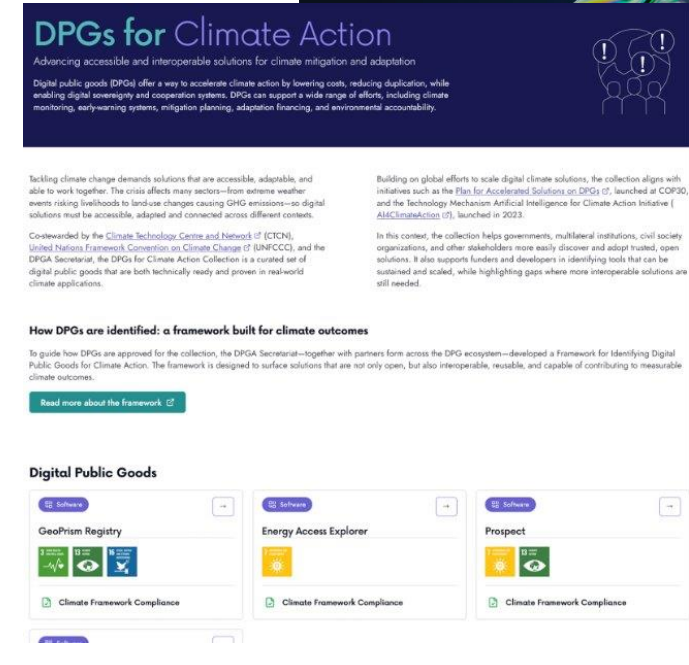 DPGs for Climate Action
Advancing accessible and interoperable solutions for climate mitigation and adaptation
Digital public goods (DPGs) offer a way to accelerate climate action by lowering costs, reducing duplication, while
enabling digital sovereignty and cooperation systems. DPGs can support a wide range of efforts, including climate
monitoring, early-warning systems, mitigation planning, adaptation financing, and environmental accountability.
Tackling climate change demands solutions that are accessible, adaptable, and
able to work together. The crisis affects many sectors—from extreme weather
events risking livelihoods to land-use changes causing GHG emissions—so digital
solutions must be accessible, adapted and connected across different contexts.
Co-stewarded by the Climate Technology Centre and Network (CTCN),
United Nations Framework Convention on Climate Change (UNFCCC), and the
DPGA Secretariat, the DPGs for Climate Action Collection is a curated set of
digital public goods that are both technically ready and proven in real-world
climate applications.
Building on global efforts to scale digital climate solutions, the collection aligns with
initiatives such as the Plan for Accelerated Solutions on DPGs, launched at COP30,
and the Technology Mechanism Artificial Intelligence for Climate Action Initiative (
AI4ClimateAction), launched in 2023.
In this context, the collection helps governments, multilateral institutions, civil society
organizations, and other stakeholders more easily discover and adopt trusted, open
solutions. It also supports funders and developers in identifying tools that can be
sustained and scaled, while highlighting gaps where more interoperable solutions are
still needed.
How DPGs are identified: a framework built for climate outcomes
To guide how DPGs are approved for the collection, the DPGA Secretariat—together with partners form across the DPG ecosystem—developed a Framework for Identifying Digital
Public Goods for Climate Action. The framework is designed to surface solutions that are not only open, but also interoperable, reusable, and capable of contributing to measurable
climate outcomes.
Read more about the framework
Digital Public Goods
Software
GeoPrism Registry
3
13
16
Climate Framework Compliance
Software
Energy Access Explorer
7
Climate Framework Compliance
Software
Prospect
7
13
Climate Framework Compliance